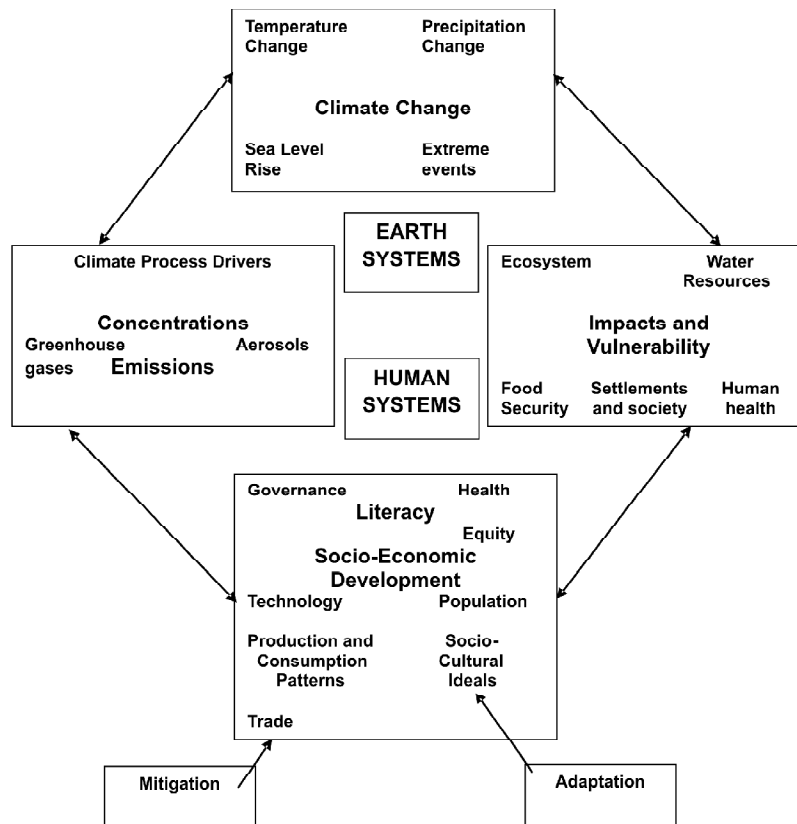 Temperature Change
Precipitation Change
Climate Change
Sea Level Rise
Extreme events
EARTH SYSTEMS
Climate Process Drivers
Concentrations
Greenhouse gases
Aerosols
Emissions
Ecosystem
Water Resources
Impacts and Vulnerability
Food Security
Settlements and society
Human health
HUMAN SYSTEMS
Governance
Health
Literacy
Equity
Socio-Economic Development
Technology
Population
Production and Consumption Patterns
Socio-Cultural Ideals
Trade
Mitigation
Adaptation